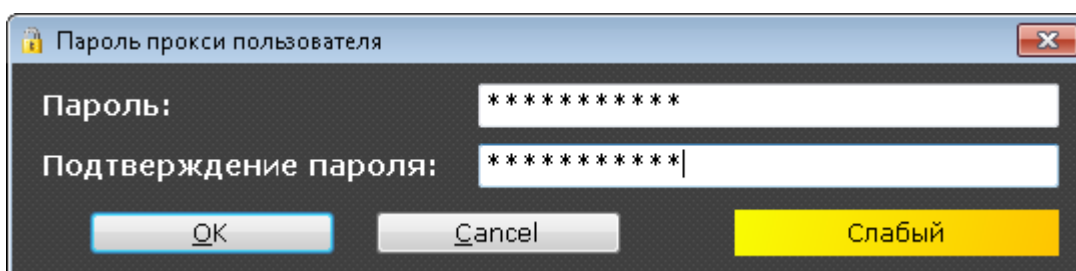 Пароль прокси пользователя
Пароль: ***********
Подтверждение пароля: ***********
OK Cancel Слабый